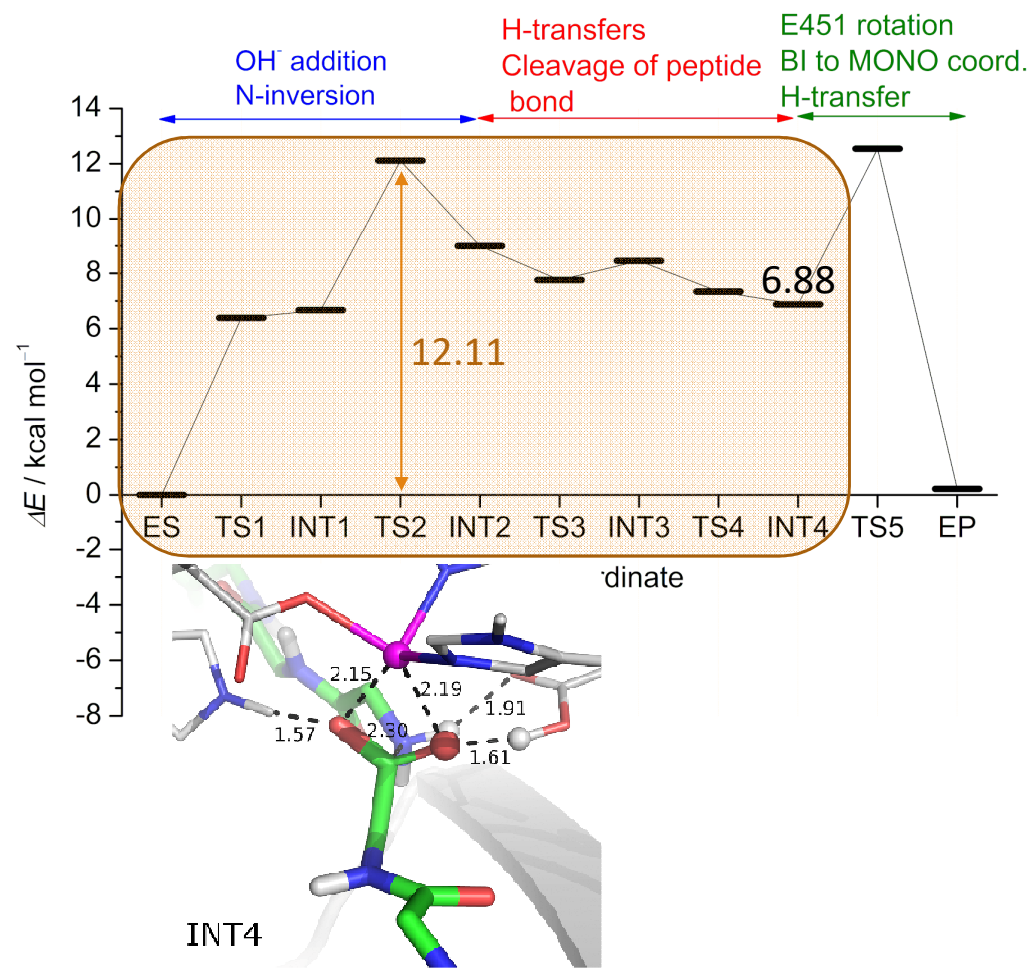 OH⁻ addition
N-inversion
H-transfers
Cleavage of peptide
bond
E451 rotation
BI to MONO coord.
H-transfer
14
12
10
8
6
4
2
0
-2
-4
-6
-8
ΔE / kcal mol⁻¹
12.11
6.88
ES TS1 INT1 TS2 INT2 TS3 INT3 TS4 INT4 TS5 EP
rdinate
2.15
2.19
1.91
1.57
2.30
1.61
INT4